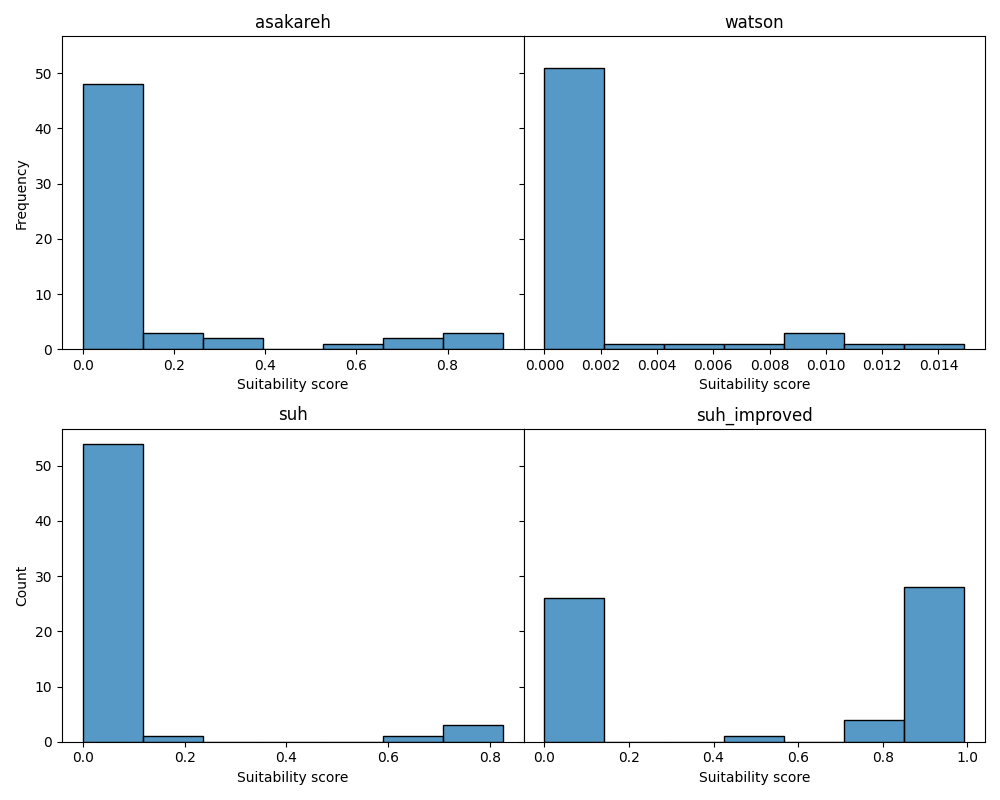 asakareh
watson
50
40
30
20
10
0
Frequency
0.0 0.2 0.4 0.6 0.8
0.000 0.002 0.004 0.006 0.008 0.010 0.012 0.014
Suitability score
Suitability score
suh
suh_improved
50
40
30
20
10
0
Count
0.0 0.2 0.4 0.6 0.8
0.0 0.2 0.4 0.6 0.8 1.0
Suitability score
Suitability score